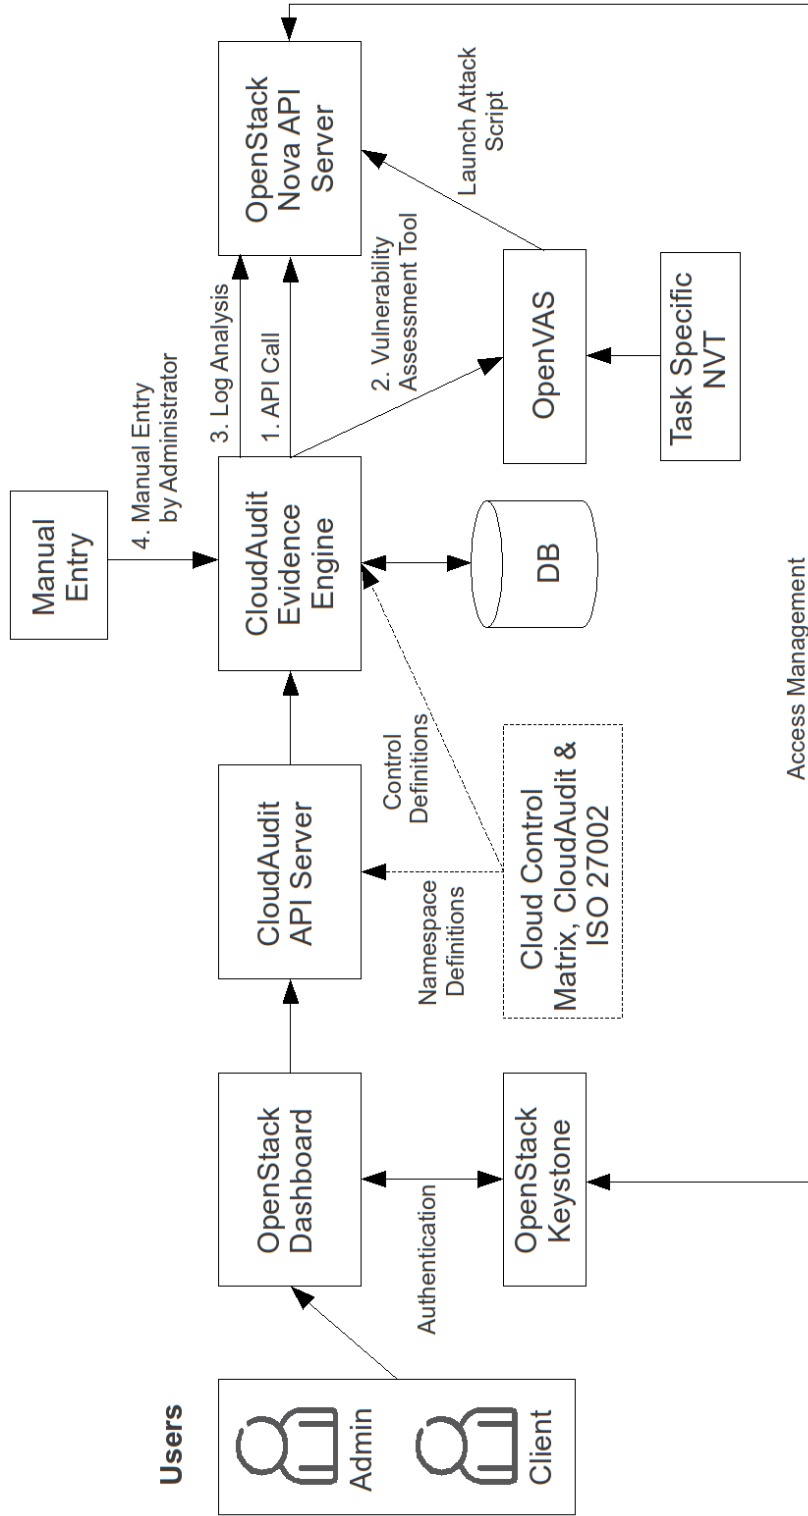 Users
Admin
Client
OpenStack
Dashboard
Authentication
OpenStack
Keystone
CloudAudit
API Server
Namespace
Definitions
Control
Definitions
Cloud Control
Matrix, CloudAudit &
ISO 27002
Manual
Entry
4. Manual Entry
by Administrator
CloudAudit
Evidence
Engine
DB
3. Log Analysis
1. API Call
2. Vulnerability
Assessment Tool
OpenStack
Nova API
Server
Launch Attack
Script
OpenVAS
Task Specific
NVT
Access Management